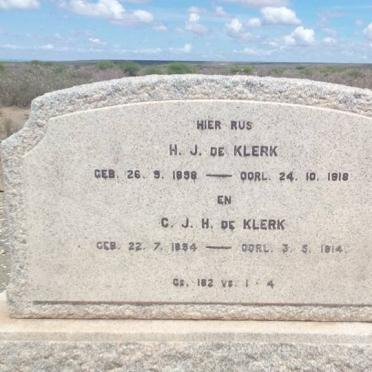 HIER RUS
H. J. DE KLERK
GEB. 26. 9. 1898 — OORL. 24. 10. 1918
EN
C. J. H. DE KLERK
GEB. 22. 7. 1894 — OORL. 3. 5. 1914
GS. 182 VS. 1 - 4